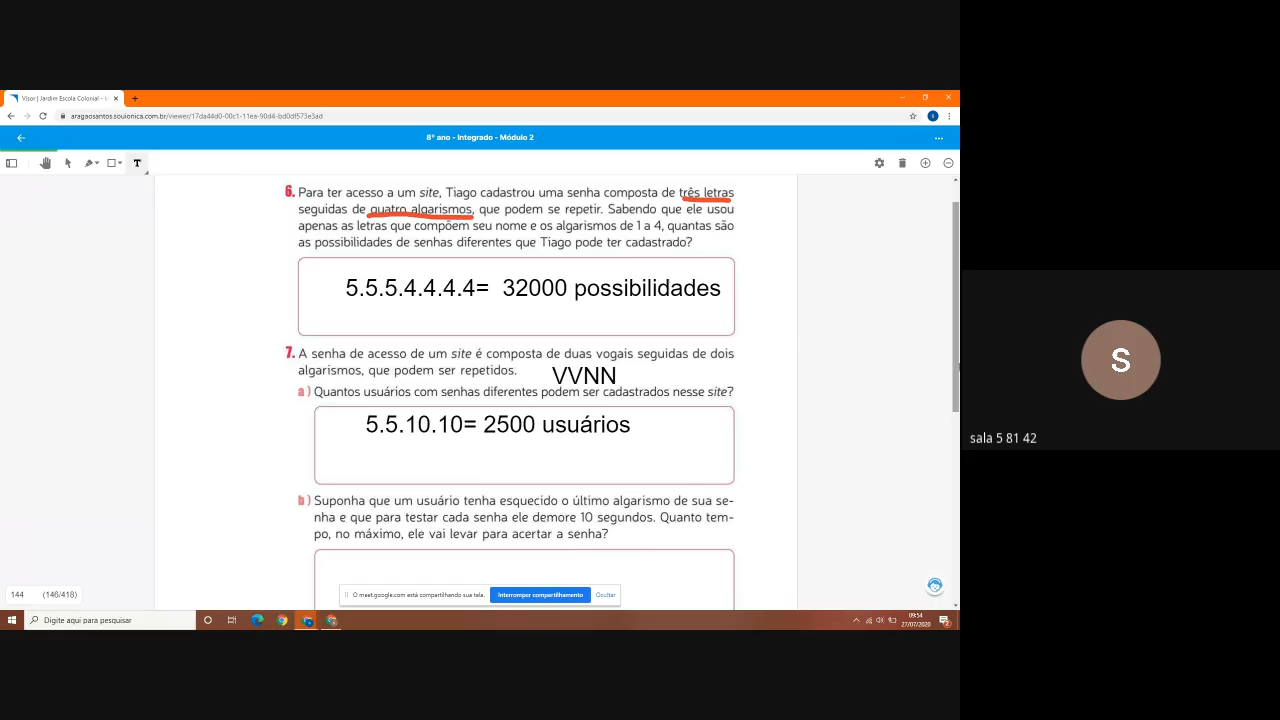 Visor | Jardim Escola Colonial - I
aragaosantos.souionica.com.br/viewer/17da44d0-00c1-11ea-90d4-bd0df573e3ad
8º ano - Integrado - Módulo 2
T
6. Para ter acesso a um site, Tiago cadastrou uma senha composta de três letras
seguidas de quatro algarismos, que podem se repetir. Sabendo que ele usou
apenas as letras que compõem seu nome e os algarismos de 1 a 4, quantas são
as possibilidades de senhas diferentes que Tiago pode ter cadastrado?
5.5.5.4.4.4.4= 32000 possibilidades
7. A senha de acesso de um site é composta de duas vogais seguidas de dois
algarismos, que podem ser repetidos.
VVNN
a) Quantos usuários com senhas diferentes podem ser cadastrados nesse site?
5.5.10.10= 2500 usuários
b) Suponha que um usuário tenha esquecido o último algarismo de sua se-
nha e que para testar cada senha ele demore 10 segundos. Quanto tem-
po, no máximo, ele vai levar para acertar a senha?
S
sala 5 81 42
144 (146/418)
O meet.google.com está compartilhando sua tela. Interromper compartilhamento Ocultar
Digite aqui para pesquisar
09:54
27/07/2020